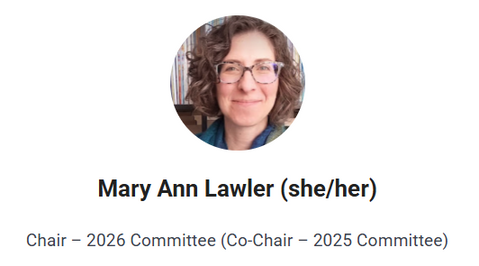 Mary Ann Lawler (she/her)
Chair – 2026 Committee (Co-Chair – 2025 Committee)